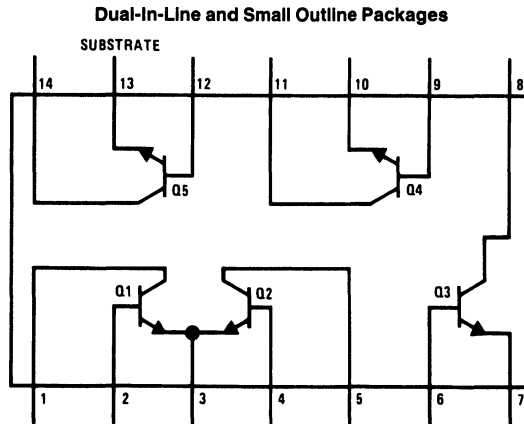 Dual-In-Line and Small Outline Packages
SUBSTRATE
14 13 12 11 10 9 8
Q5 Q4
Q1 Q2 Q3
1 2 3 4 5 6 7